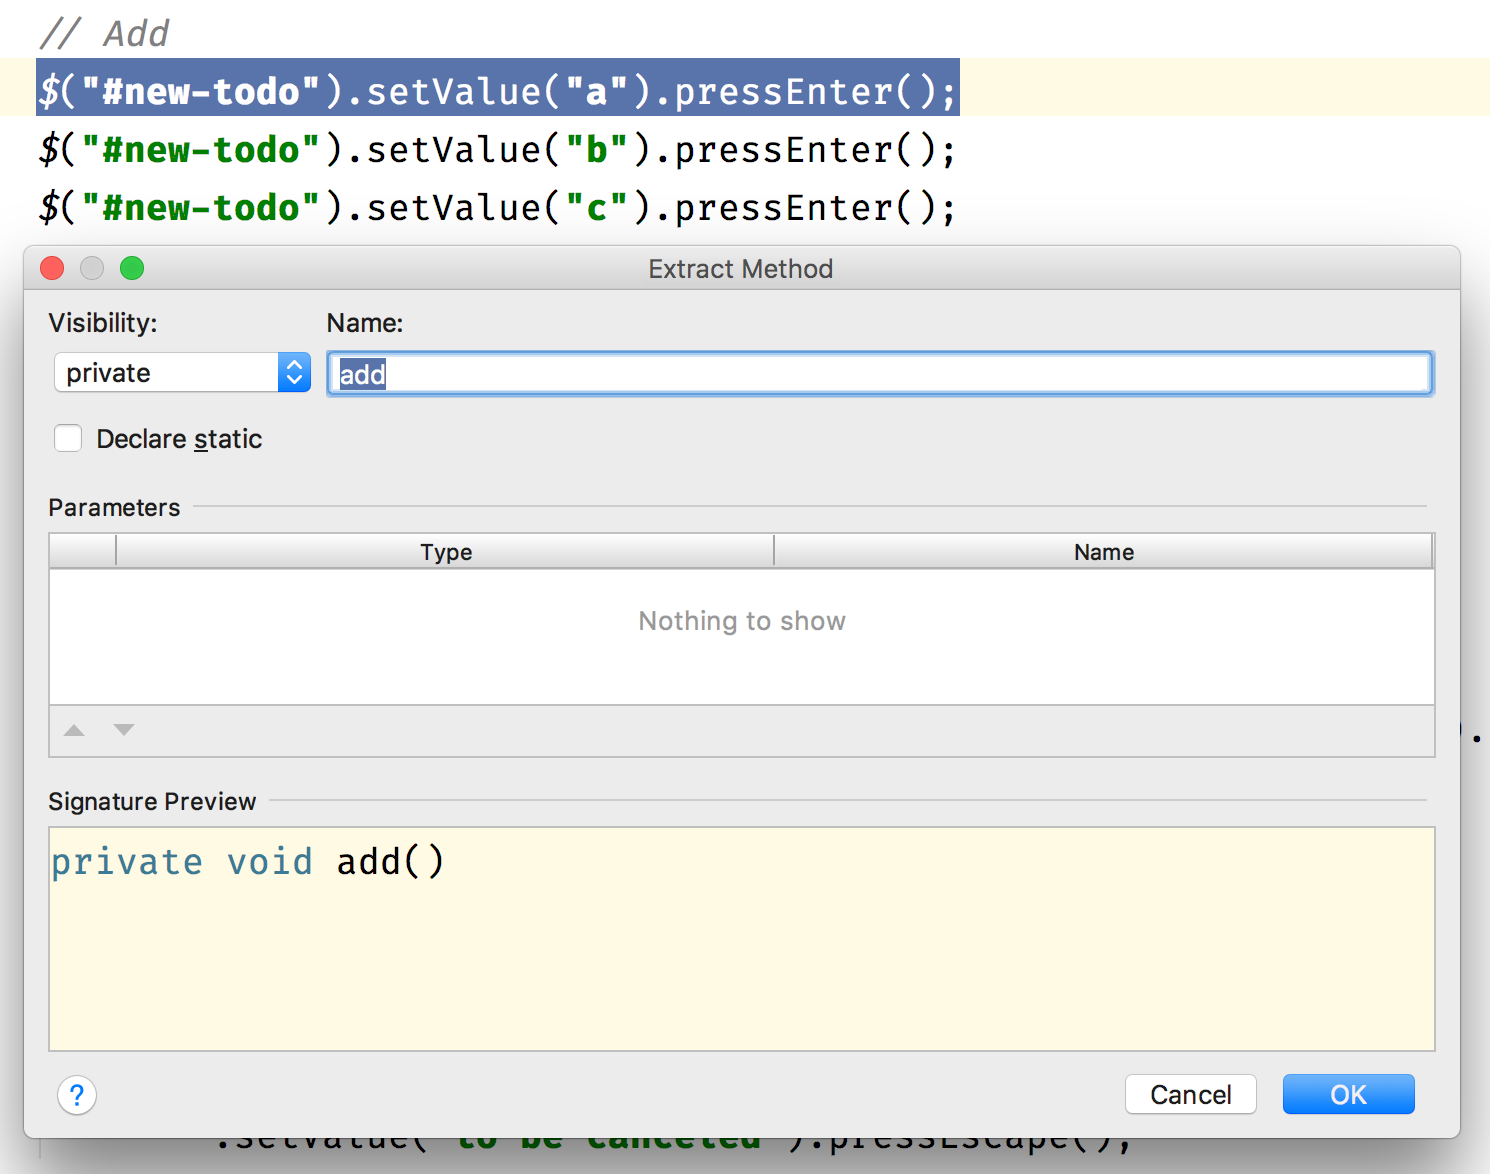 // Add
$("#new-todo").setValue("a").pressEnter();
$("#new-todo").setValue("b").pressEnter();
$("#new-todo").setValue("c").pressEnter();
Extract Method
Visibility: Name:
private add
Declare static
Parameters
Type Name
Nothing to show
).
Signature Preview
private void add()
? Cancel OK
.setValue("to be canceled").pressEscape();